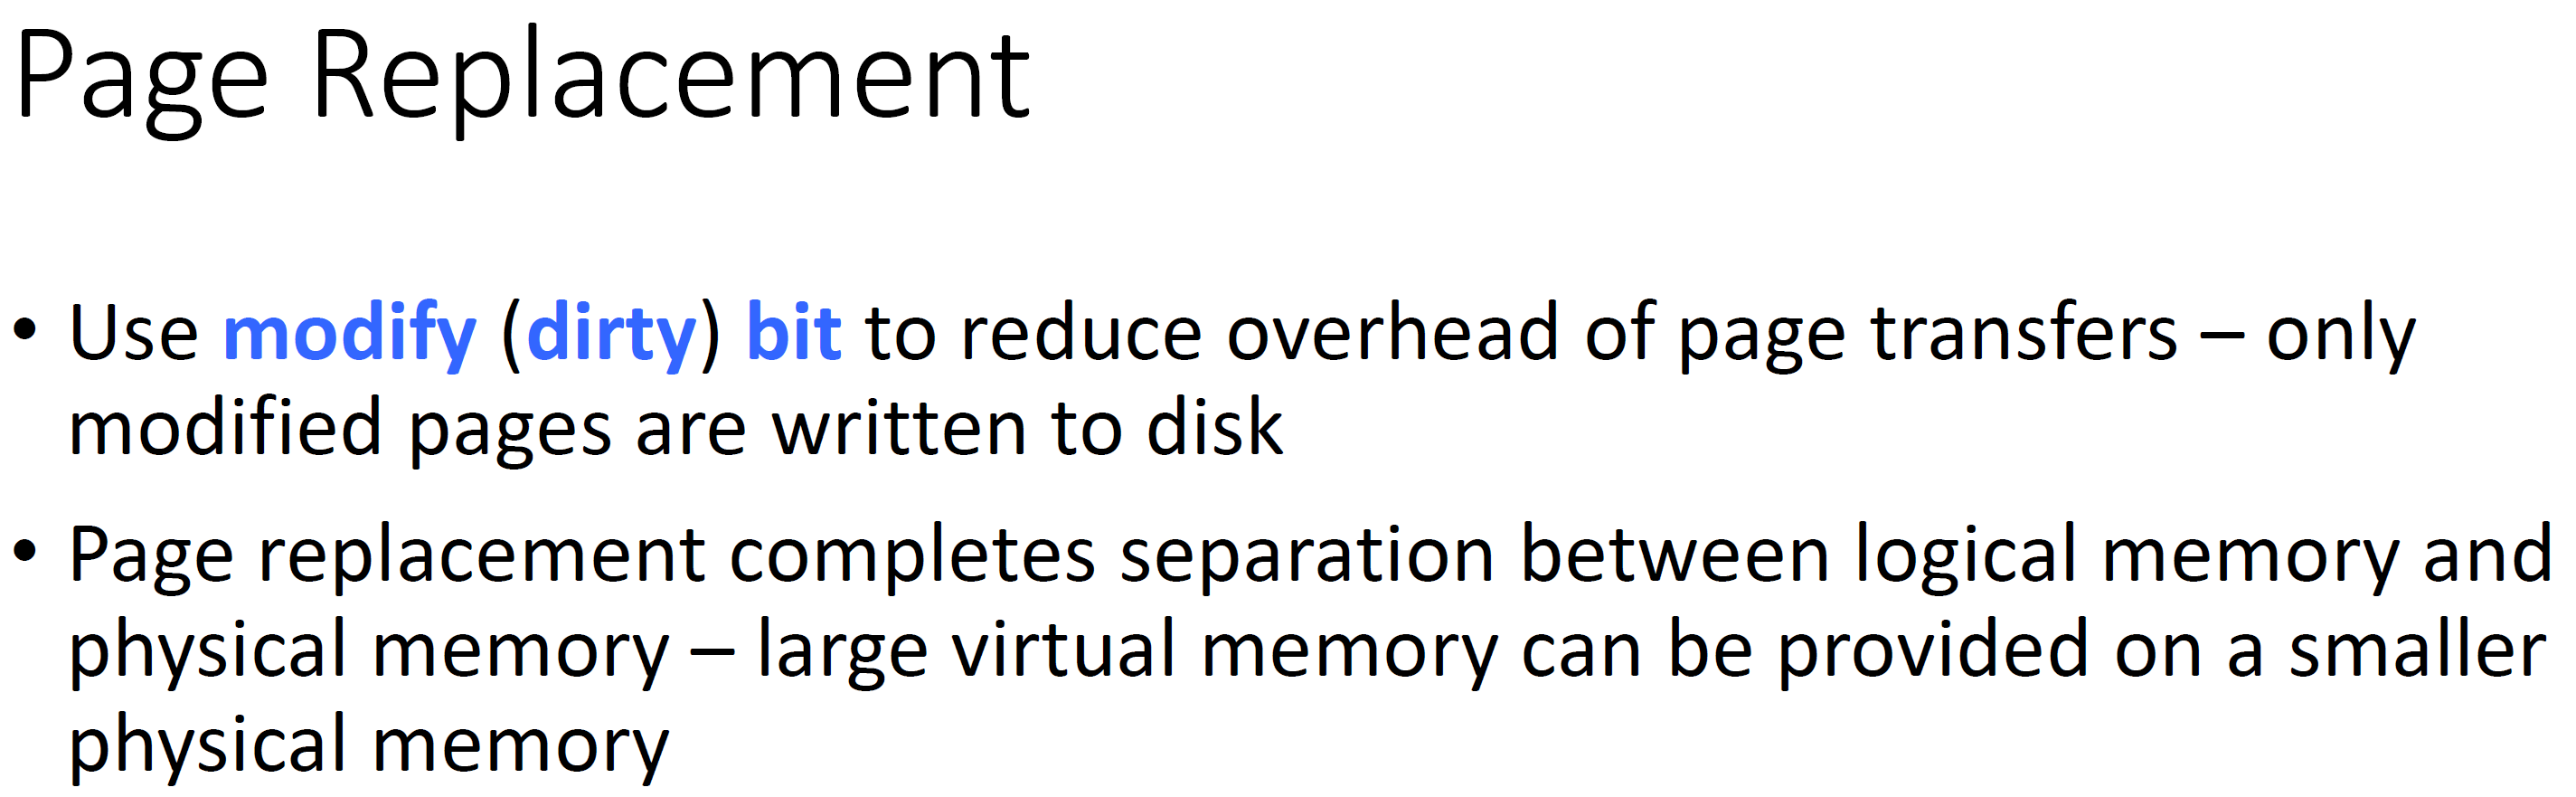 Page Replacement
• Use modify (dirty) bit to reduce overhead of page transfers – only
modified pages are written to disk
• Page replacement completes separation between logical memory and
physical memory – large virtual memory can be provided on a smaller
physical memory